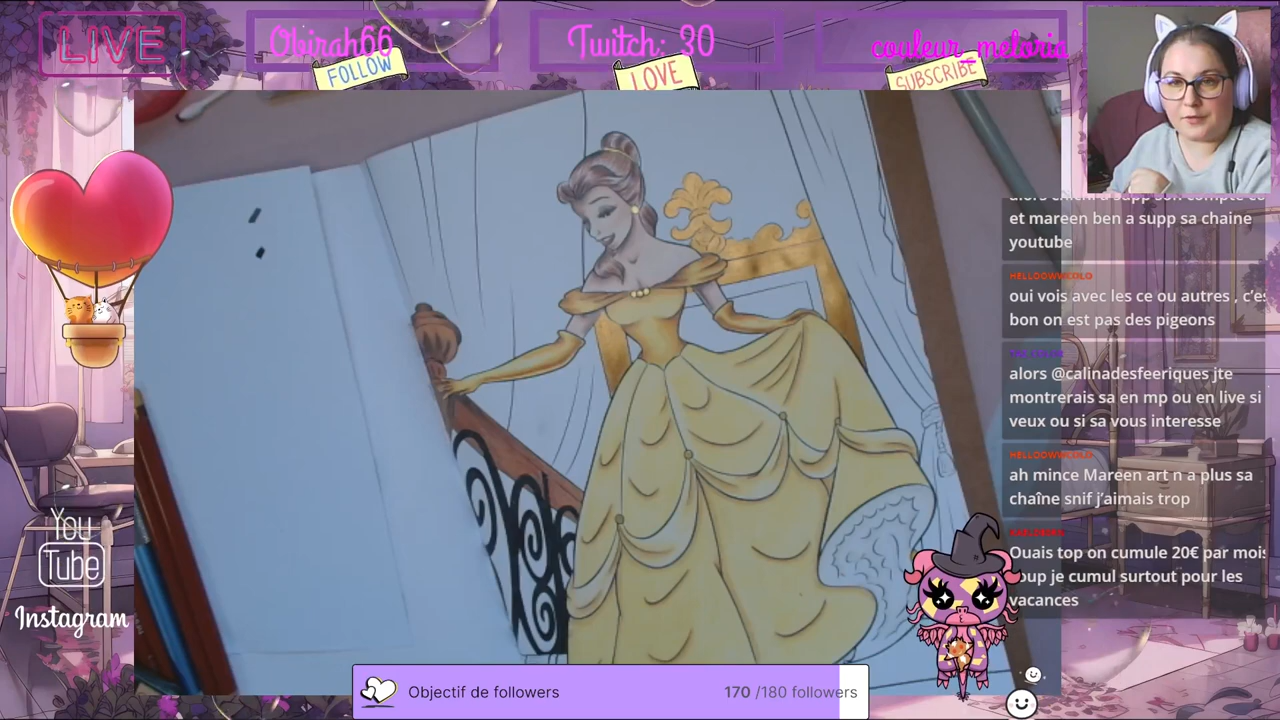 LIVE
Obirah66
Twitch: 30
couleur_meloria
FOLLOW
LOVE
SUBSCRIBE
et mareen ben a supp sa chaine
youtube
oui vois avec les ce ou autres , c'es
bon on est pas des pigeons
alors @calinadesfeeriques jte
montrerais sa en mp ou en live si
veux ou si sa vous interesse
ah mince Mareen art n a plus sa
chaîne snif j'aimais trop
Ouais top on cumule 20€ par mois
coup je cumul surtout pour les
vacances
You
Tube
Instagram
Objectif de followers
170 /180 followers